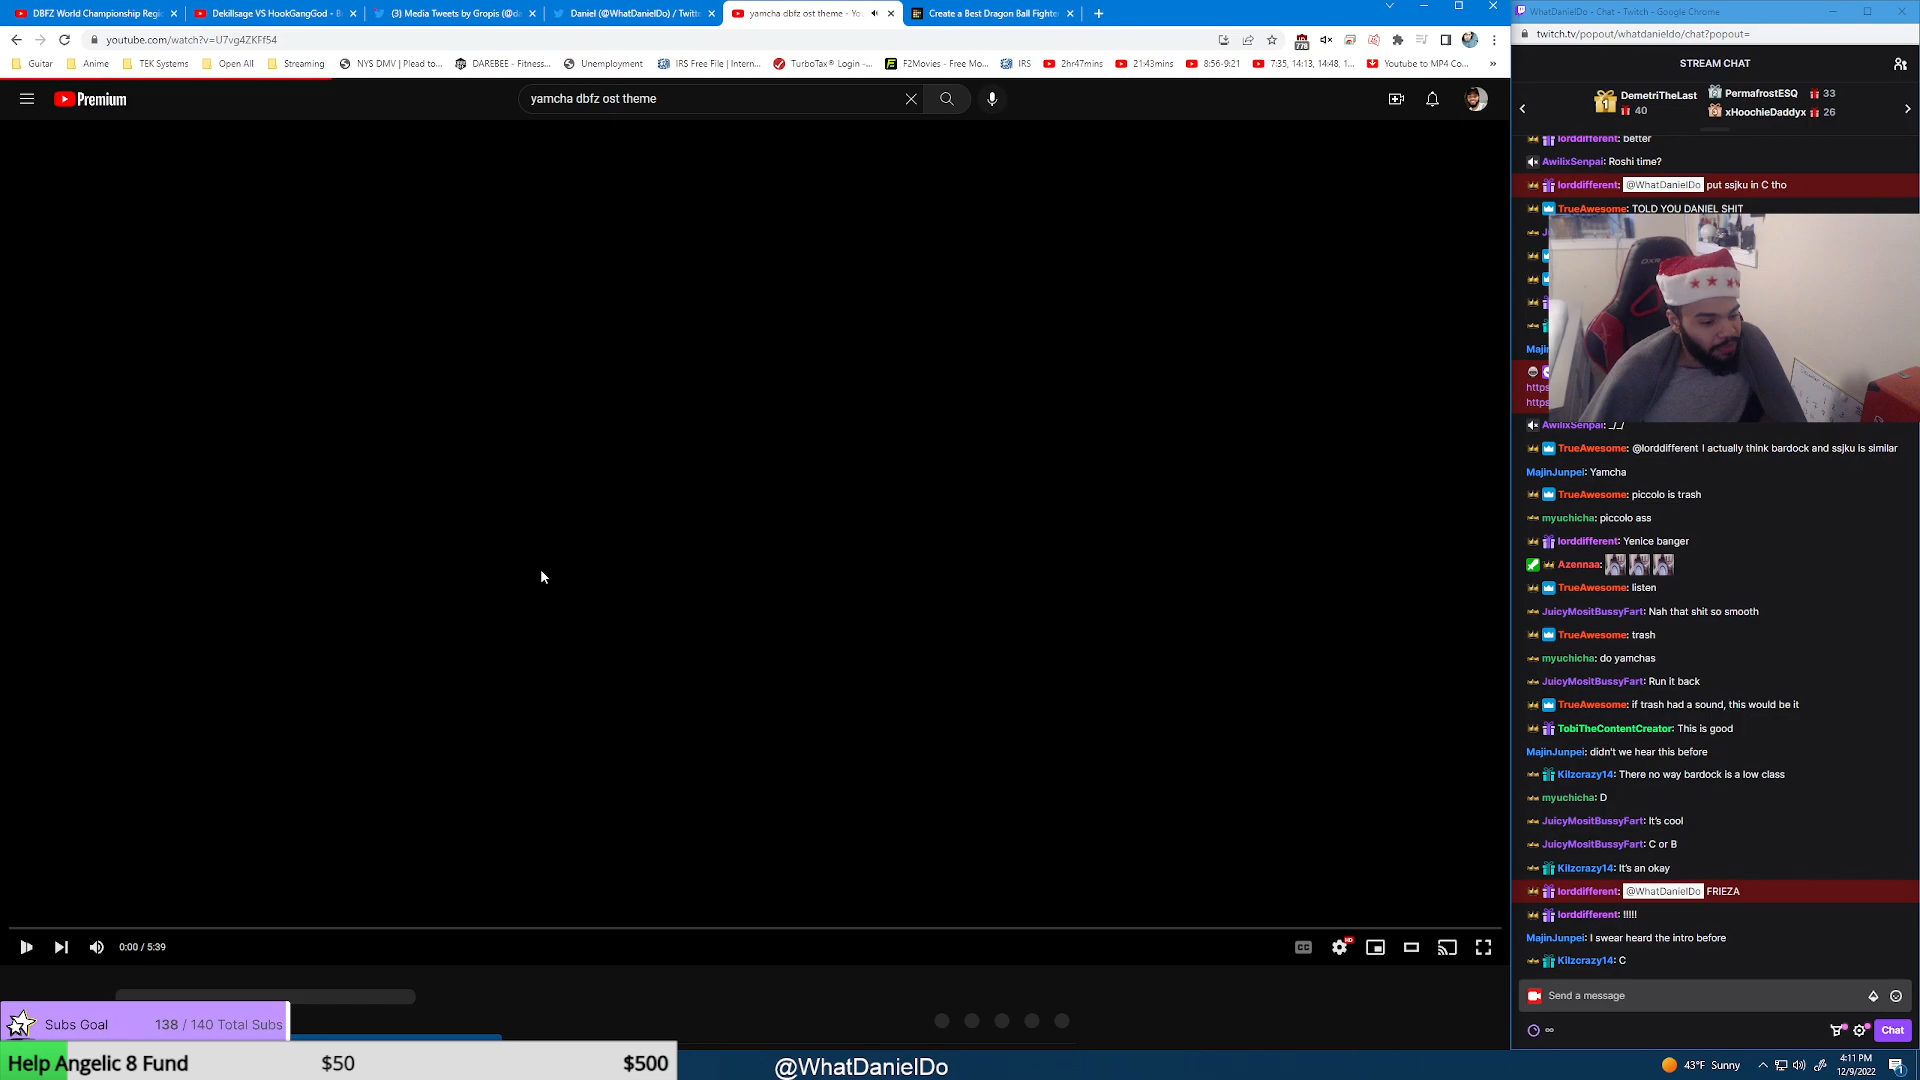 DBFZ World Championship Regi
Dekillsage VS HookGangGod - B
(3) Media Tweets by Gropis (@da
Daniel (@WhatDanielDo) / Twitt
yamcha dbfz ost theme - Yo
Create a Best Dragon Ball Fighte
WhatDanielDo - Chat - Twitch - Google Chrome
youtube.com/watch?v=U7vg4ZKFf54
twitch.tv/popout/whatdanieldo/chat?popout=
778
Guitar
Anime
TEK Systems
Open All
Streaming
NYS DMV (Plead to...
DAREBEE - Fitness...
Unemployment
IRS Free File | Intern...
TurboTax® Login -...
F2Movies - Free Mo...
IRS
2hr47mins
21:43mins
8:56-9:21
7:35, 14:13, 14:48, 1...
Youtube to MP4 Co...
»
Premium
yamcha dbfz ost theme
STREAM CHAT
1
DemetriTheLast
40
PermafrostESQ 33
xHoochieDaddyx 26
lorddifferent: better
AwilixSenpai: Roshi time?
lorddifferent: @WhatDanielDo put ssjku in C tho
TrueAwesome: TOLD YOU DANIEL SHIT
Maji
https
https
AwilixSenpai: _/_/
TrueAwesome: @lorddifferent I actually think bardock and ssjku is similar
MajinJunpei: Yamcha
TrueAwesome: piccolo is trash
myuchicha: piccolo ass
lorddifferent: Yenice banger
Azennaa:
TrueAwesome: listen
JuicyMositBussyFart: Nah that shit so smooth
TrueAwesome: trash
myuchicha: do yamchas
JuicyMositBussyFart: Run it back
TrueAwesome: if trash had a sound, this would be it
TobiTheContentCreator: This is good
MajinJunpei: didn't we hear this before
Kilzcrazy14: There no way bardock is a low class
myuchicha: D
JuicyMositBussyFart: It's cool
JuicyMositBussyFart: C or B
Kilzcrazy14: It's an okay
lorddifferent: @WhatDanielDo FRIEZA
lorddifferent: !!!!!
MajinJunpei: I swear heard the intro before
Kilzcrazy14: C
0:00 / 5:39
CC
HD
Send a message
∞
Chat
Subs Goal 138 / 140 Total Subs
Help Angelic 8 Fund $50 $500
@WhatDanielDo
43°F Sunny
4:11 PM
12/9/2022
1